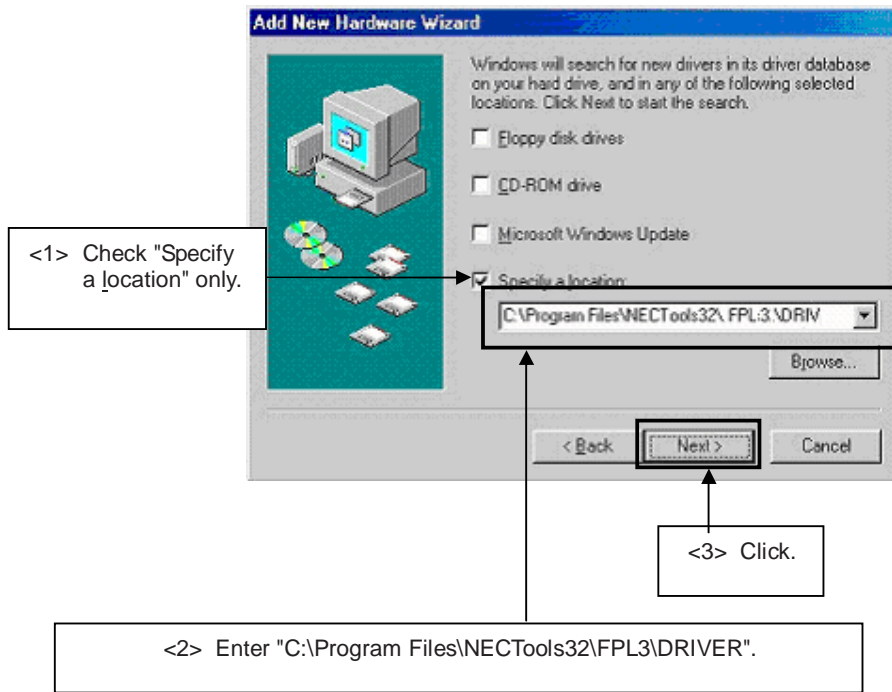 Add New Hardware Wizard
Windows will search for new drivers in its driver database
on your hard drive, and in any of the following selected
locations. Click Next to start the search.
Floppy disk drives
CD-ROM drive
Microsoft Windows Update
<1> Check "Specify
a location" only.
Specify a location:
C:\Program Files\NECTools32\ FPL:3.\DRIV
Browse...
< Back
Next >
Cancel
<3> Click.
<2> Enter "C:\Program Files\NECTools32\FPL3\DRIVER".